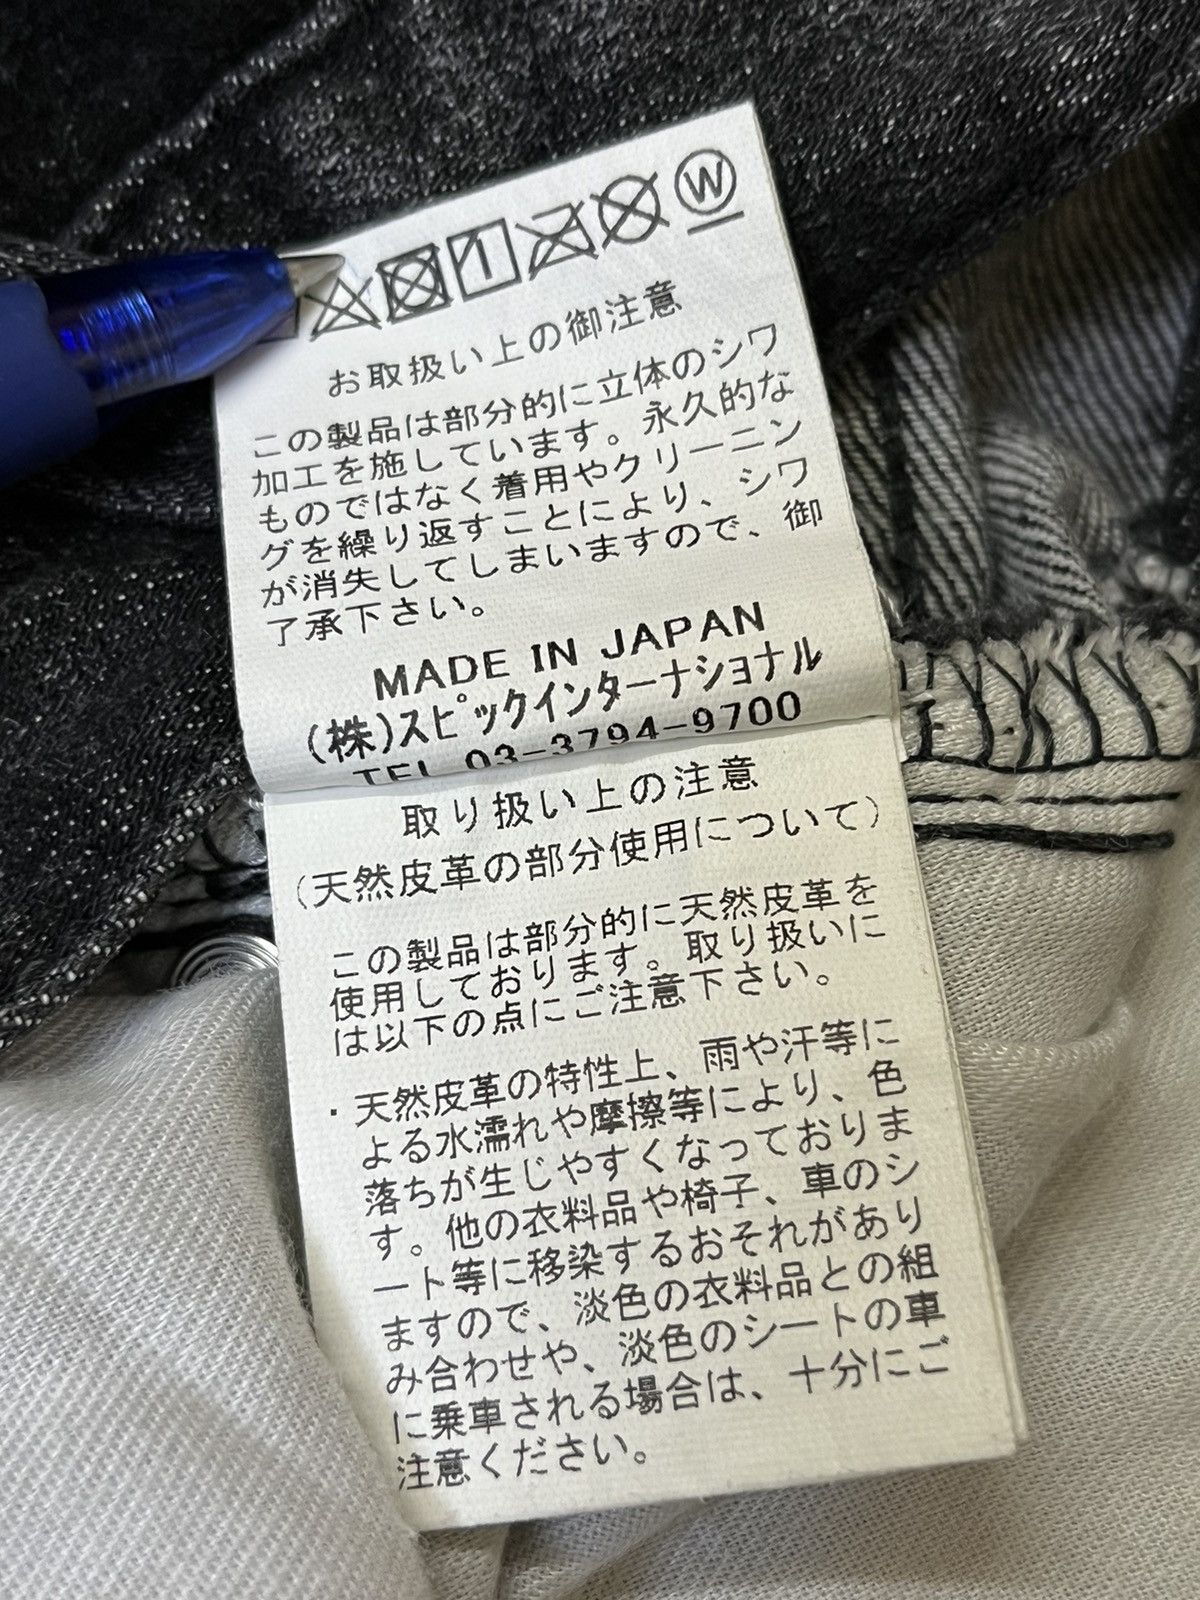 W
お取扱い上の御注意
この製品は部分的に立体のシワ
加工を施しています。永久的な
ものではなく着用やクリーニン
グを繰り返すことにより、シワ
が消失してしまいますので、御
了承下さい。
MADE IN JAPAN
(株)スピックインターナショナル
TEL 03-3794-9700
取り扱い上の注意
(天然皮革の部分使用について)
この製品は部分的に天然皮革を
使用しております。取り扱いに
は以下の点にご注意下さい。
・天然皮革の特性上、雨や汗等に
よる水濡れや摩擦等により、色
落ちが生じやすくなっておりま
す。他の衣料品や椅子、車のシ
ート等に移染するおそれがあり
ますので、淡色の衣料品との組
み合わせや、淡色のシートの車
に乗車される場合は、十分にご
注意ください。